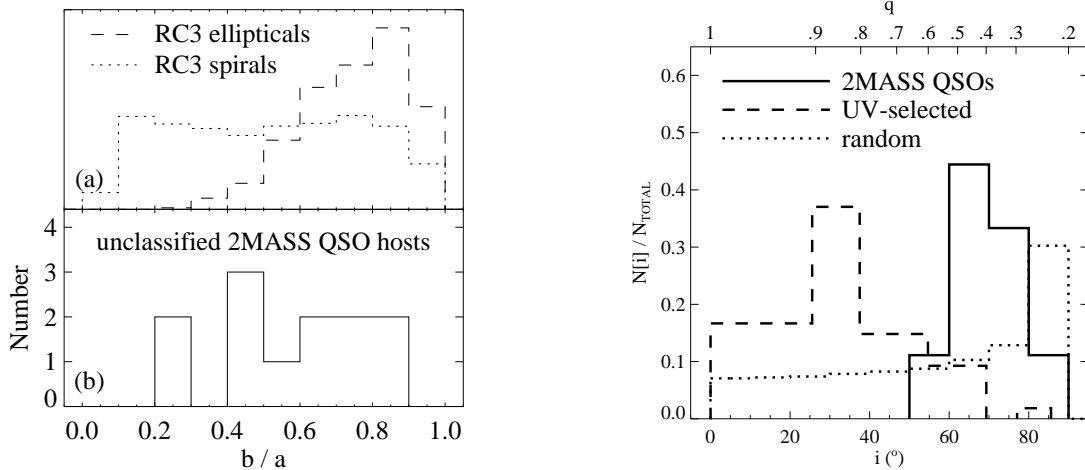 RC3 ellipticals
RC3 spirals
(a)
4
3
2
1
0
Number
unclassified 2MASS QSO hosts
(b)
0.0 0.2 0.4 0.6 0.8 1.0
b / a
q
1 .9 .8 .7 .6 .5 .4 .3 .2
0.6
0.5
0.4
0.3
0.2
0.1
0.0
N[i] / N_TOTAL
2MASS QSOs
UV-selected
random
0 20 40 60 80
i (°)